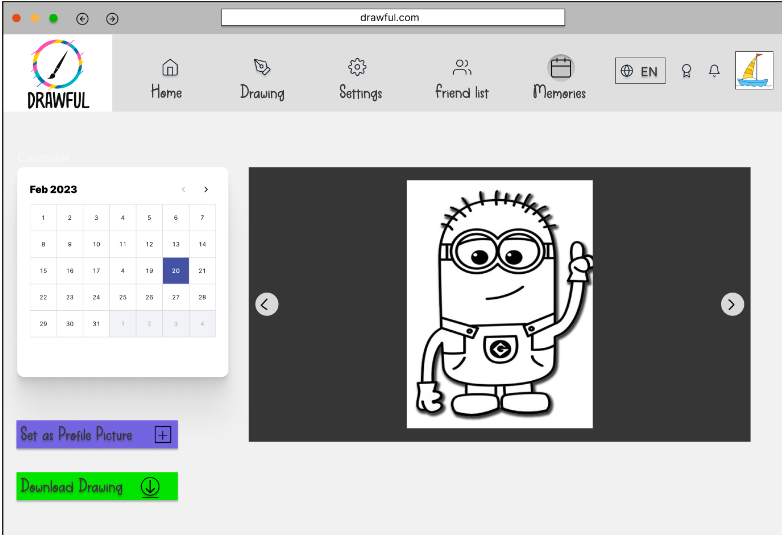 drawful.com
DRAWFUL
Home
Drawing
Settings
Friend list
Memories
EN
Calendar
Feb 2023
1 2 3 4 5 6 7
8 9 10 11 12 13 14
15 16 17 4 19 20 21
22 23 24 25 26 27 28
29 30 31 1 2 3 4
Set as Profile Picture
Download Drawing
G